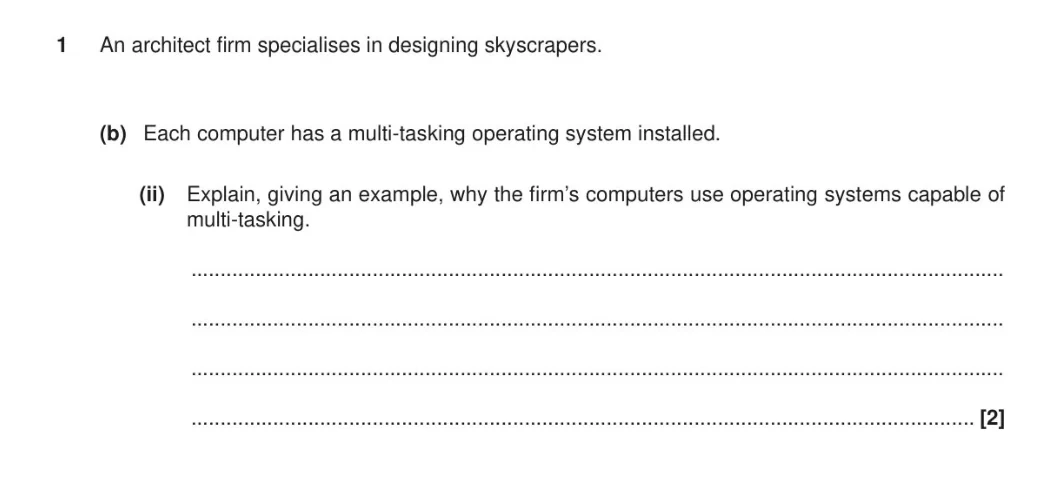 1 An architect firm specialises in designing skyscrapers.
(b) Each computer has a multi-tasking operating system installed.
(ii) Explain, giving an example, why the firm’s computers use operating systems capable of
multi-tasking.
..........................................................................................................................................
..........................................................................................................................................
..........................................................................................................................................
..................................................................................................................................... [2]